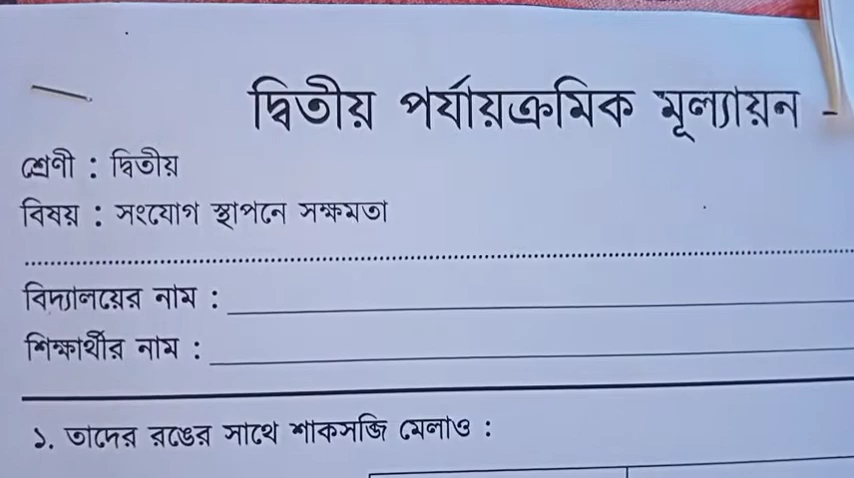 দ্বিতীয় পর্যায়ক্রমিক মূল্যায়ন -
শ্রেণী : দ্বিতীয়
বিষয় : সংযোগ স্থাপনে সক্ষমতা
বিদ্যালয়ের নাম :
শিক্ষার্থীর নাম :
১. তাদের রঙের সাথে শাকসব্জি মেলাও :